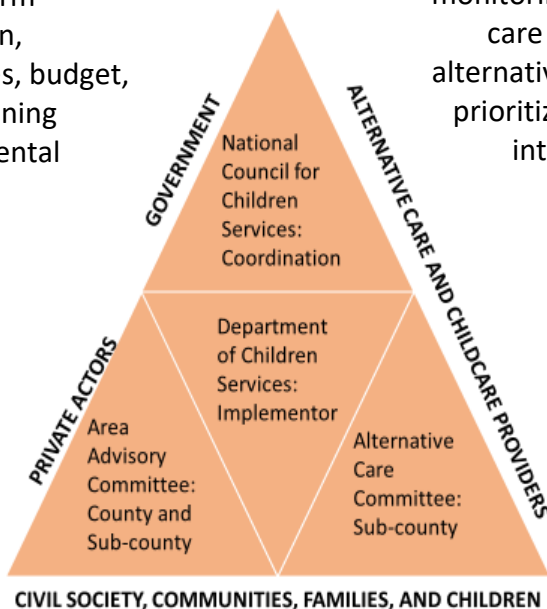 n,
s, budget,
ning
ental
monitorin
care
alternativ
prioritiz
int
GOVERNMENT
ALTERNATIVE CARE AND CHILDCARE PROVIDERS
PRIVATE ACTORS
National
Council for
Children
Services:
Coordination
Department
of Children
Services:
Implementor
Area
Advisory
Committee:
County and
Sub-county
Alternative
Care
Committee:
Sub-county
CIVIL SOCIETY, COMMUNITIES, FAMILIES, AND CHILDREN